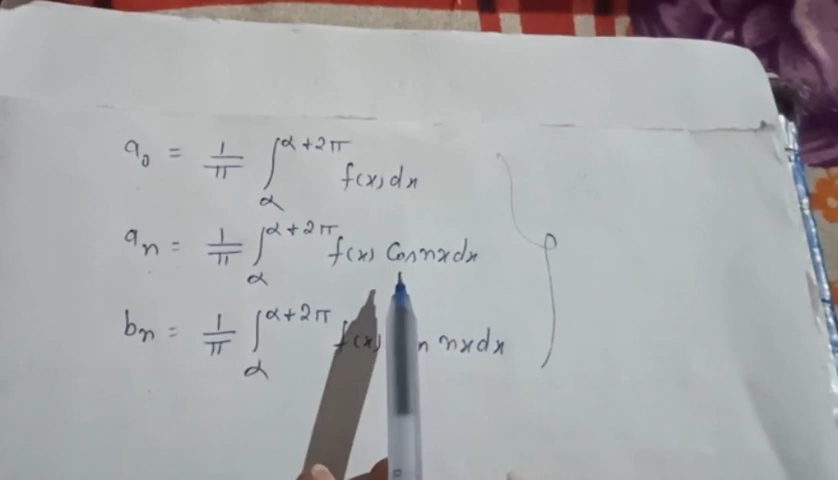 a₀ = 1/π ∫_α^{α+2π} f(x) dx
aₙ = 1/π ∫_α^{α+2π} f(x) Cos nx dx
bₙ = 1/π ∫_α^{α+2π} f(x) nx dx